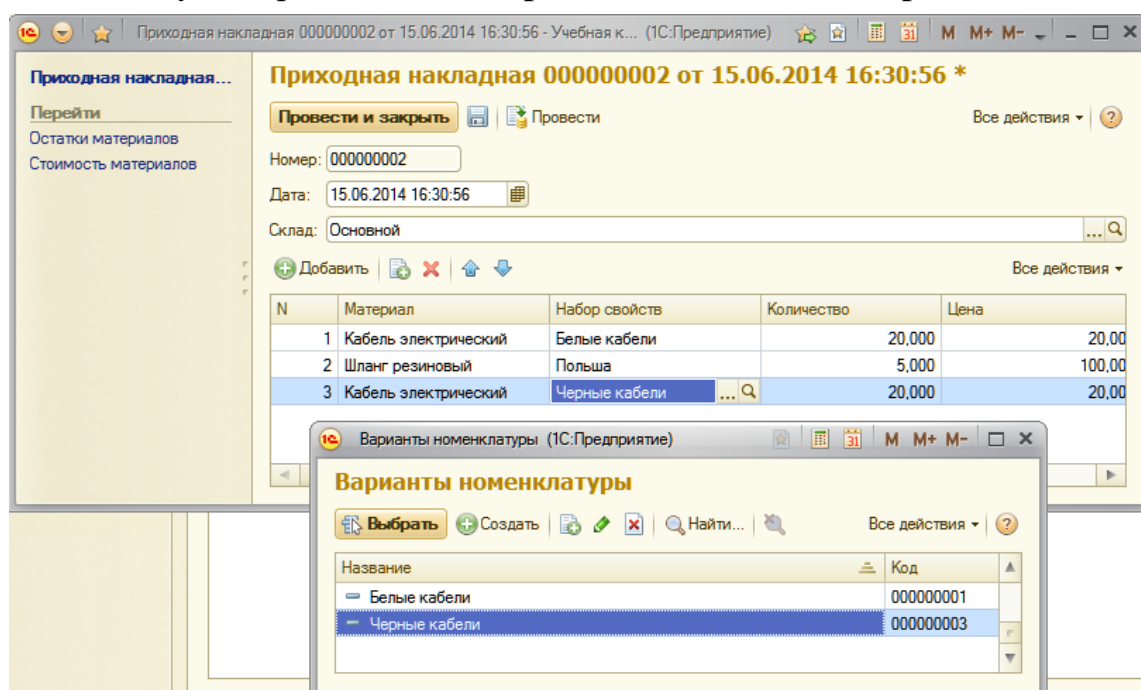 Приходная накладная 000000002 от 15.06.2014 16:30:56 - Учебная к... (1С:Предприятие) 31 M M+ M-
Приходная накладная...
Перейти
Остатки материалов
Стоимость материалов
Приходная накладная 000000002 от 15.06.2014 16:30:56 *
Провести и закрыть Провести Все действия ?
Номер: 000000002
Дата: 15.06.2014 16:30:56
Склад: Основной ...
Добавить Все действия
N Материал Набор свойств Количество Цена
1 Кабель электрический Белые кабели 20,000 20,00
2 Шланг резиновый Польша 5,000 100,00
3 Кабель электрический Черные кабели ... 20,000 20,00
Варианты номенклатуры (1С:Предприятие) 31 M M+ M-
Варианты номенклатуры
Выбрать Создать Найти... Все действия ?
Название Код
Белые кабели 000000001
Черные кабели 000000003